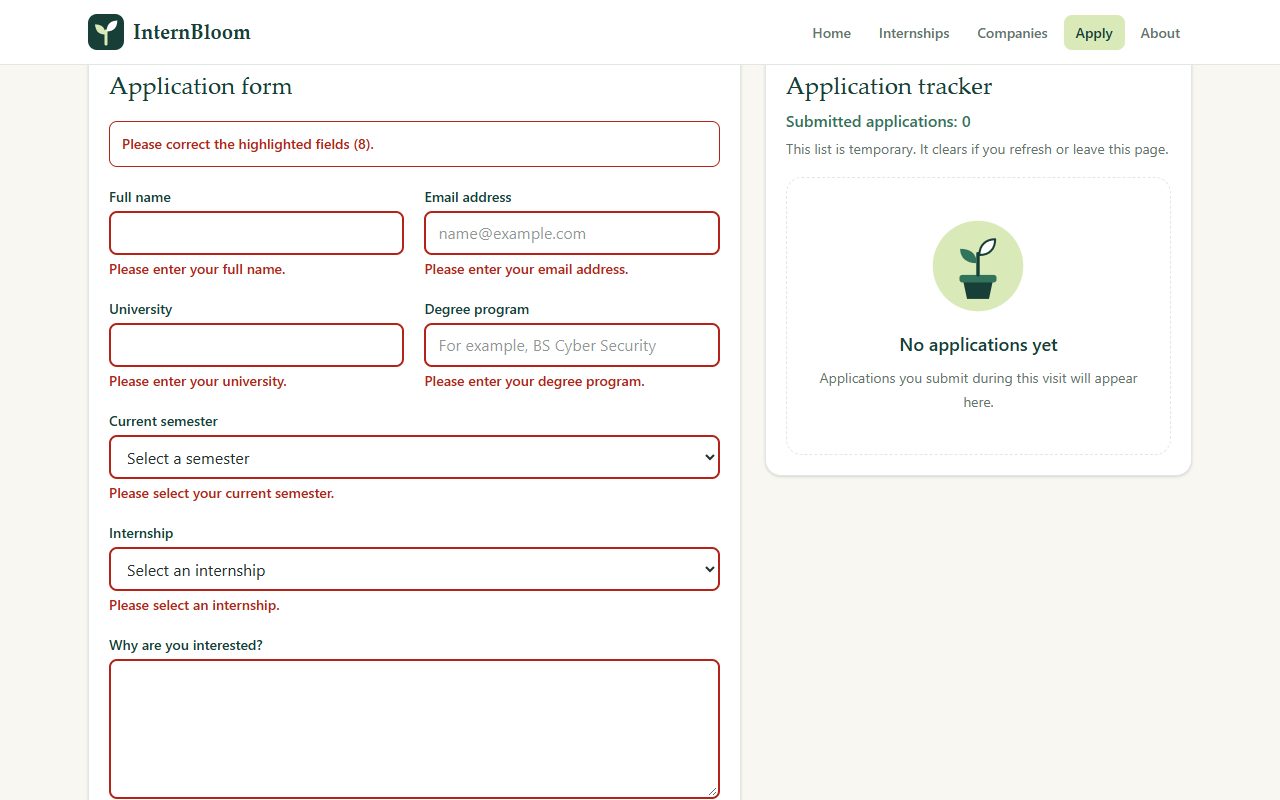 InternBloom
Home
Internships
Companies
Apply
About
Application form
Please correct the highlighted fields (8).
Full name
Email address
name@example.com
Please enter your full name.
Please enter your email address.
University
Degree program
For example, BS Cyber Security
Please enter your university.
Please enter your degree program.
Current semester
Select a semester
Please select your current semester.
Internship
Select an internship
Please select an internship.
Why are you interested?
Application tracker
Submitted applications: 0
This list is temporary. It clears if you refresh or leave this page.
No applications yet
Applications you submit during this visit will appear
here.